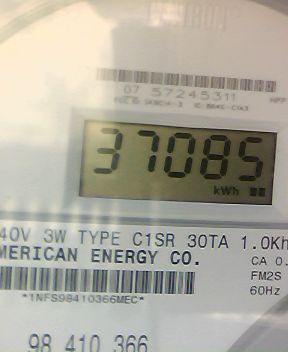 07 57245311
37085
kWh
40V 3W TYPE C1SR 30TA 1.0Kh
MERICAN ENERGY CO.
CA 0.
FM2S
60Hz
*1NFS98410366MEC*
98 410 366